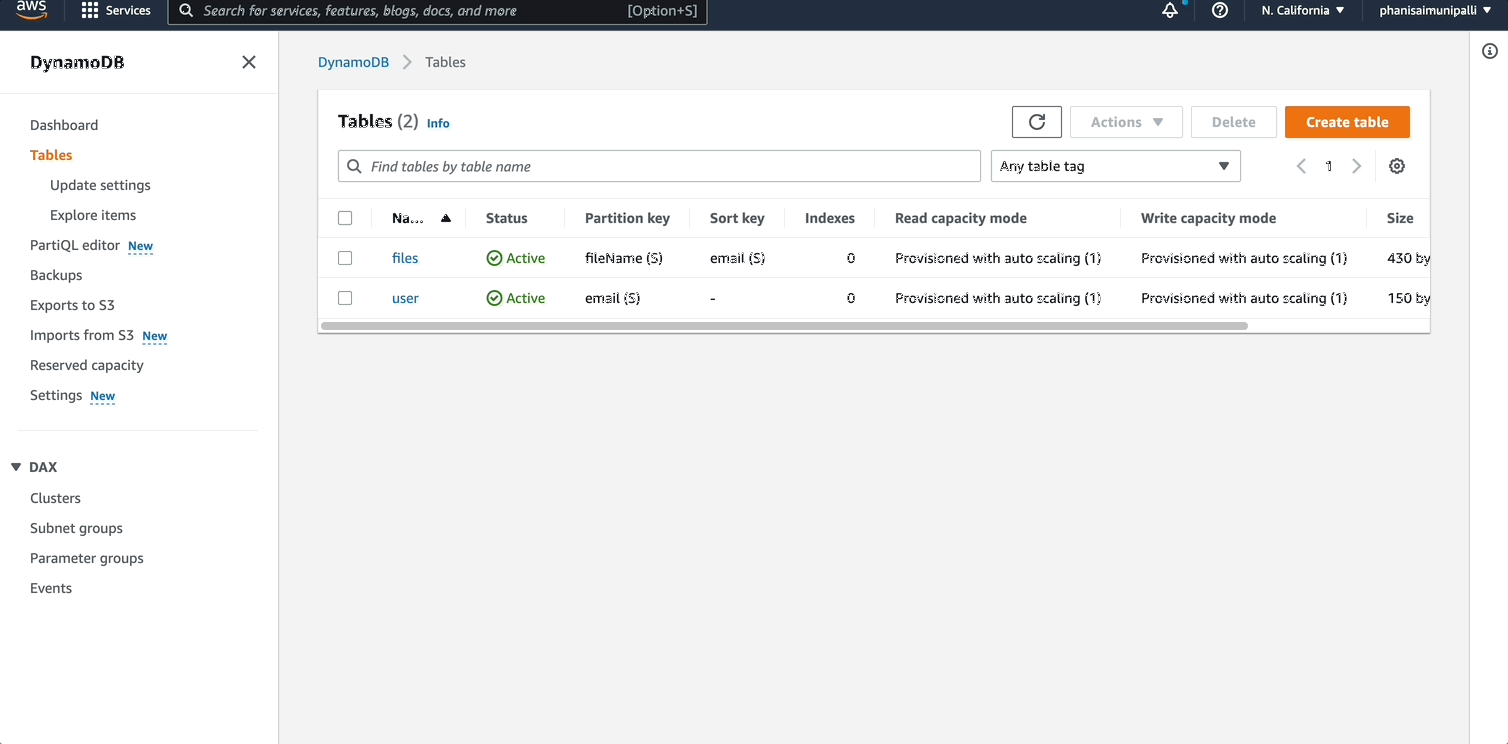 aws Services Search for services, features, blogs, docs, and more [Option+S] N. California phanisaimunipalli
DynamoDB
Dashboard
Tables
Update settings
Explore items
PartiQL editor New
Backups
Exports to S3
Imports from S3 New
Reserved capacity
Settings New
DAX
Clusters
Subnet groups
Parameter groups
Events
DynamoDB Tables
Tables (2) Info Actions Delete Create table
Find tables by table name Any table tag 1
Na... Status Partition key Sort key Indexes Read capacity mode Write capacity mode Size
files Active fileName (S) email (S) 0 Provisioned with auto scaling (1) Provisioned with auto scaling (1) 430 by
user Active email (S) - 0 Provisioned with auto scaling (1) Provisioned with auto scaling (1) 150 by